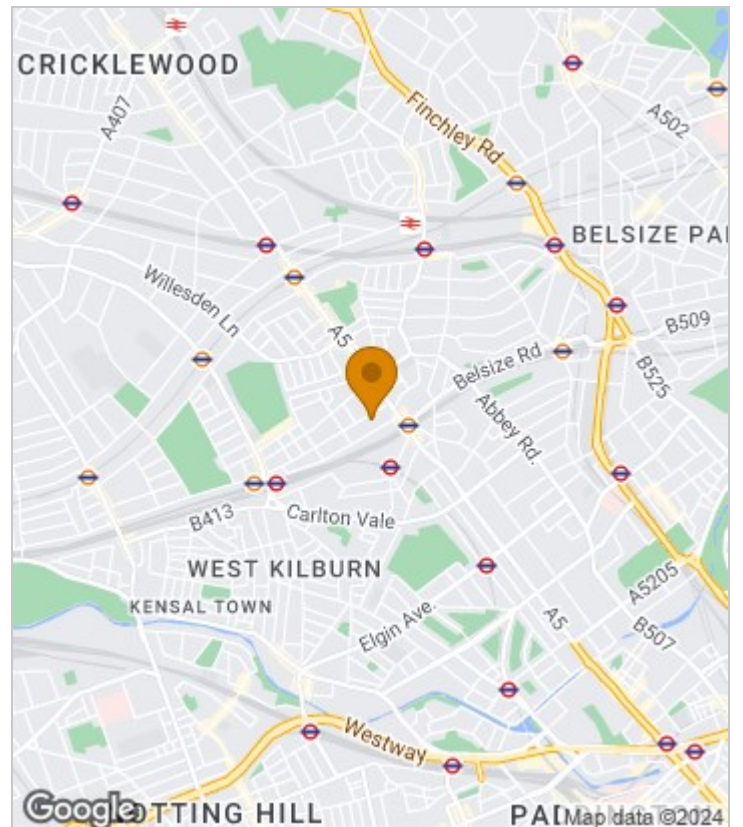 CRICKLEWOOD
A407
Finchley Rd
A502
BELSIZE PA
Willesden Ln
A5
B509
Belsize Rd
B525
Abbey Rd.
B413
Carlton Vale
WEST KILBURN
KENSAL TOWN
A5205
Elgin Ave.
A5
B507
Westway
Google
OTTING HILL
PAD
Map data ©2024